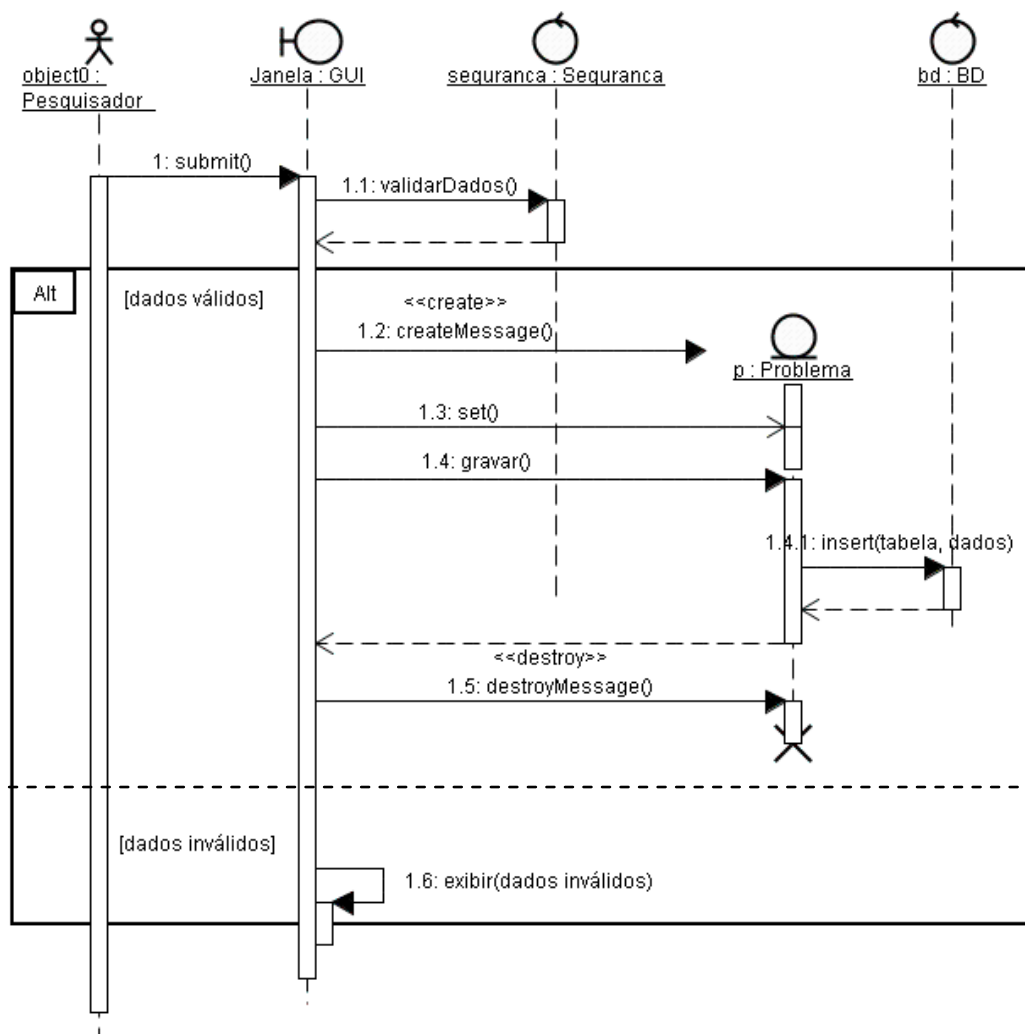 object0 :
Pesquisador
Janela : GUI
seguranca : Seguranca
bd : BD
1: submit()
1.1: validarDados()
Alt
[dados válidos]
<<create>>
1.2: createMessage()
p : Problema
1.3: set()
1.4: gravar()
1.4.1: insert(tabela, dados)
<<destroy>>
1.5: destroyMessage()
[dados inválidos]
1.6: exibir(dados inválidos)